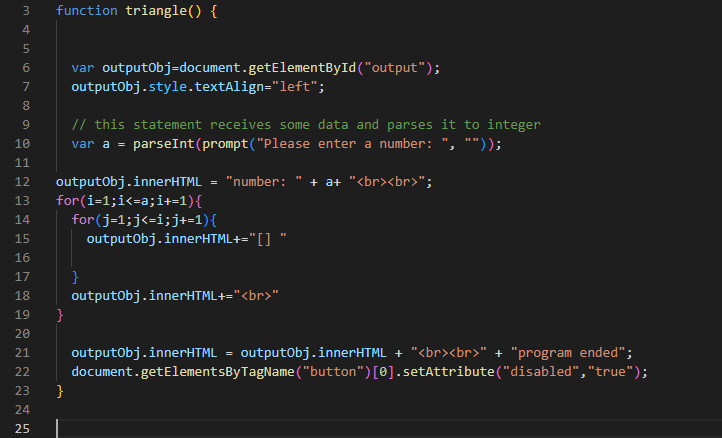 3 function triangle() {
4
5
6 var outputObj=document.getElementById("output");
7 outputObj.style.textAlign="left";
8
9 // this statement receives some data and parses it to integer
10 var a = parseInt(prompt("Please enter a number: ", ""));
11
12 outputObj.innerHTML = "number: " + a+ "<br><br>";
13 for(i=1;i<=a;i+=1){
14 for(j=1;j<=i;j+=1){
15 outputObj.innerHTML+="[] "
16
17 }
18 outputObj.innerHTML+="<br>"
19 }
20
21 outputObj.innerHTML = outputObj.innerHTML + "<br><br>" + "program ended";
22 document.getElementsByTagName("button")[0].setAttribute("disabled","true");
23 }
24
25